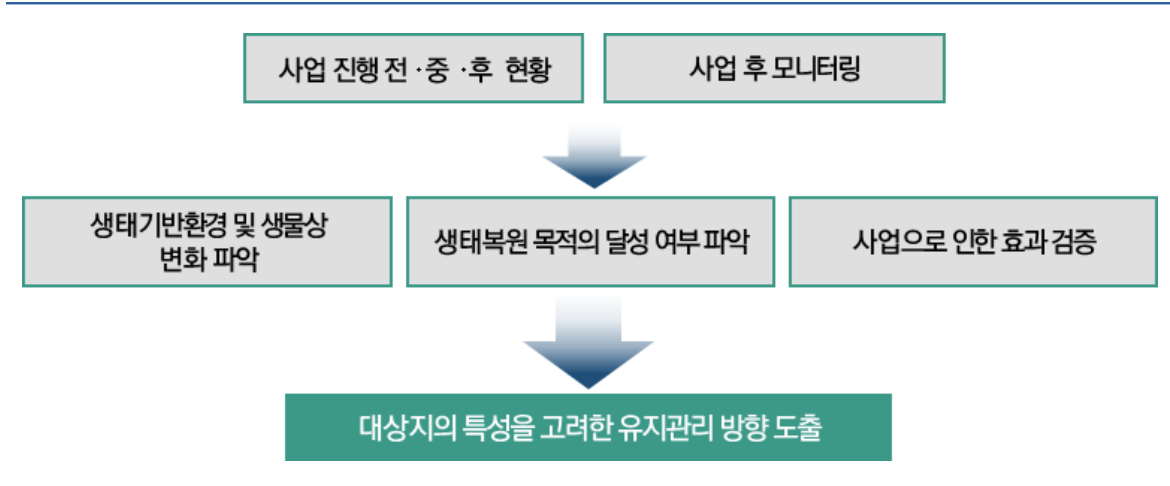 사업 진행 전 ·중 ·후 현황
사업 후 모니터링
생태기반환경 및 생물상
변화 파악
생태복원 목적의 달성 여부 파악
사업으로 인한 효과 검증
대상지의 특성을 고려한 유지관리 방향 도출